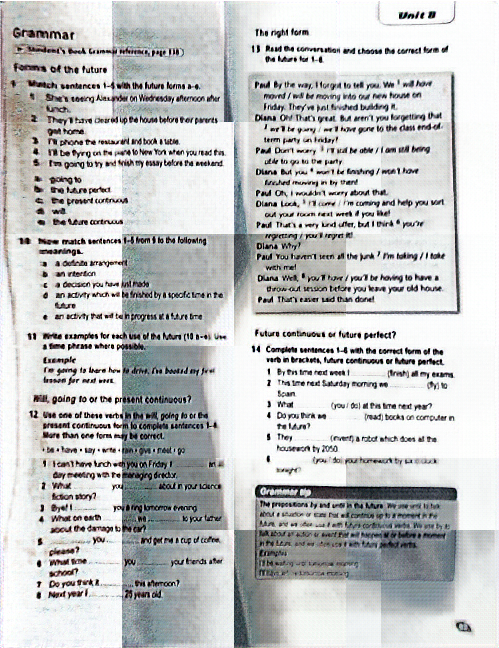 Unit 8
Grammar
Student's Book Grammar reference, page 118
Forms of the future
9 Match sentences 1–5 with the future forms a–e.
1 She's seeing Alexander on Wednesday afternoon after
lunch.
2 They'll have cleared up the house before their parents
get home.
3 I'll phone the restaurant and book a table.
4 I'll be flying on the plane to New York when you read this.
5 I'm going to try and finish my essay before the weekend.
a going to
b the future perfect
c the present continuous
d will
e the future continuous
10 Now match sentences 1–5 from 9 to the following
meanings.
a a definite arrangement
b an intention
c a decision you have just made
d an activity which will be finished by a specific time in the
future
e an activity that will be in progress at a future time
11 Write examples for each use of the future (10 a–e). Use
a time phrase where possible.
Example
I'm going to learn how to drive. I've booked my first
lesson for next week.
Will, going to or the present continuous?
12 Use one of these verbs in the will, going to or the
present continuous form to complete sentences 1–8.
More than one form may be correct.
• be • have • say • write • rain • give • meet • go
1 I can't have lunch with you on Friday. I ........ an all
day meeting with the managing director.
2 What ........ you ........ about in your science
fiction story?
3 Bye! I ........ you a ring tomorrow evening.
4 What on earth ........ we ........ to your father
about the damage to the car?
5 ........ you ........ and get me a cup of coffee,
please?
6 What time ........ you ........ your friends after
school?
7 Do you think it ........ this afternoon?
8 Next year I ........ 25 years old.
The right form
13 Read the conversation and choose the correct form of
the future for 1–8.
Paul By the way, I forgot to tell you. We 1 will have
moved / will be moving into our new house on
Friday. They've just finished building it.
Diana Oh! That's great. But aren't you forgetting that
2 we'll be going / we'll have gone to the class end-of-
term party on Friday?
Paul Don't worry. 3 I'll still be able / I am still being
able to go to the party.
Diana But you 4 won't be finishing / won't have
finished moving in by then!
Paul Oh, I wouldn't worry about that.
Diana Look, 5 I'll come / I'm coming and help you sort
out your room next week if you like!
Paul That's a very kind offer, but I think 6 you're
regretting / you'll regret it!
Diana Why?
Paul You haven't seen all the junk 7 I'm taking / I take
with me!
Diana Well, 8 you'll have / you'll be having to have a
throw-out session before you leave your old house.
Paul That's easier said than done!
Future continuous or future perfect?
14 Complete sentences 1–6 with the correct form of the
verb in brackets, future continuous or future perfect.
1 By this time next week I ........ (finish) all my exams.
2 This time next Saturday morning we ........ (fly) to
Spain.
3 What ........ (you / do) at this time next year?
4 Do you think we ........ (read) books on computer in
the future?
5 They ........ (invent) a robot which does all the
housework by 2050.
6 ........ (you / do) your homework by six o'clock
tonight?
Grammar tip
The prepositions by and until in the future We use until to talk
about a situation or state that will continue up to a moment in the
future, and we often use it with future continuous verbs. We use by to
talk about an action or event that will happen at or before a moment
in the future, and we often use it with future perfect verbs.
Examples
I'll be waiting until tomorrow morning.
I'll have left by tomorrow morning.